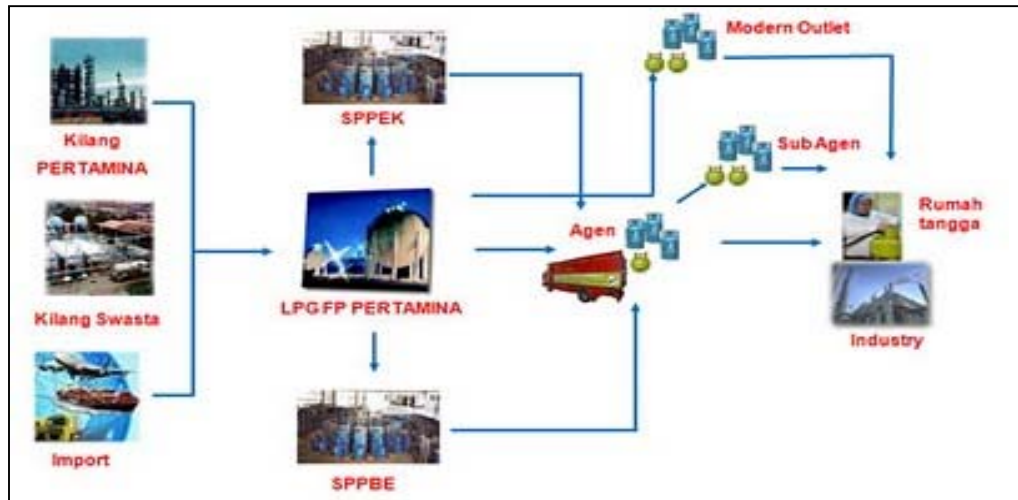 Kilang
PERTAMINA
Kilang Swasta
Import
SPPEK
LPG FP PERTAMINA
SPPBE
Modern Outlet
Sub Agen
Agen
Rumah
tangga
Industry